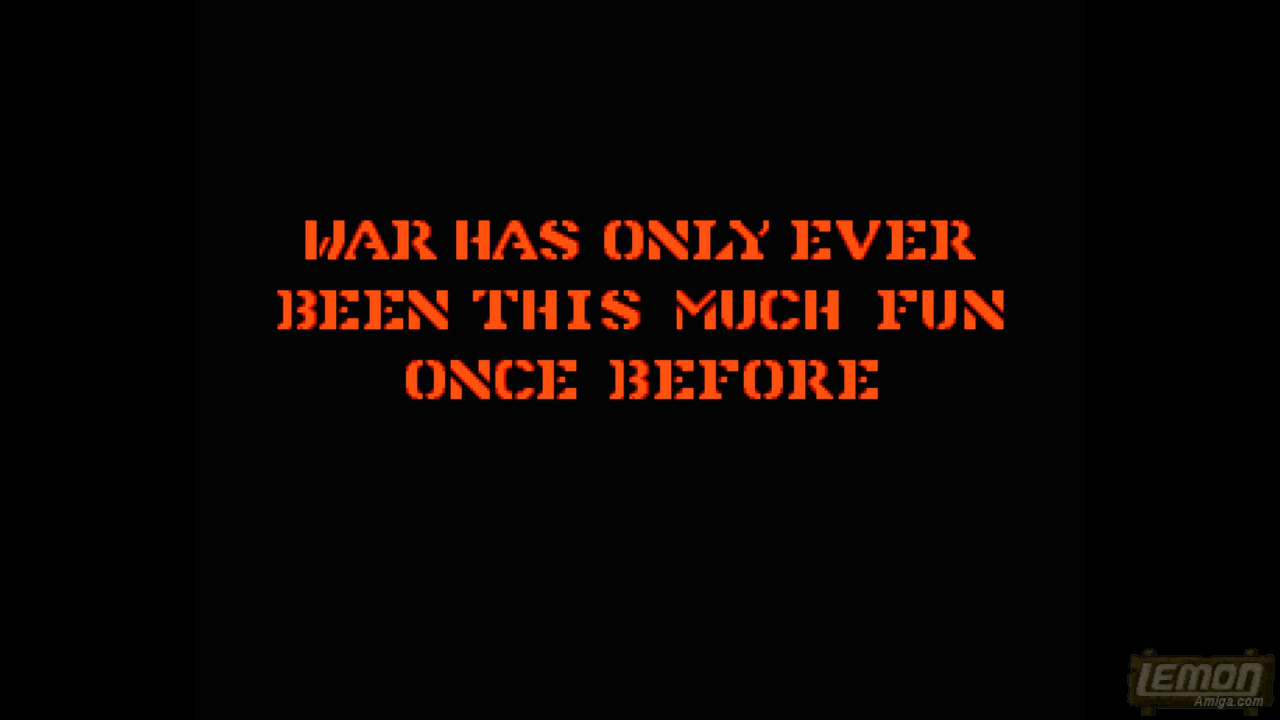 WAR HAS ONLY EVER
BEEN THIS MUCH FUN
ONCE BEFORE
LEMON
Amiga.com